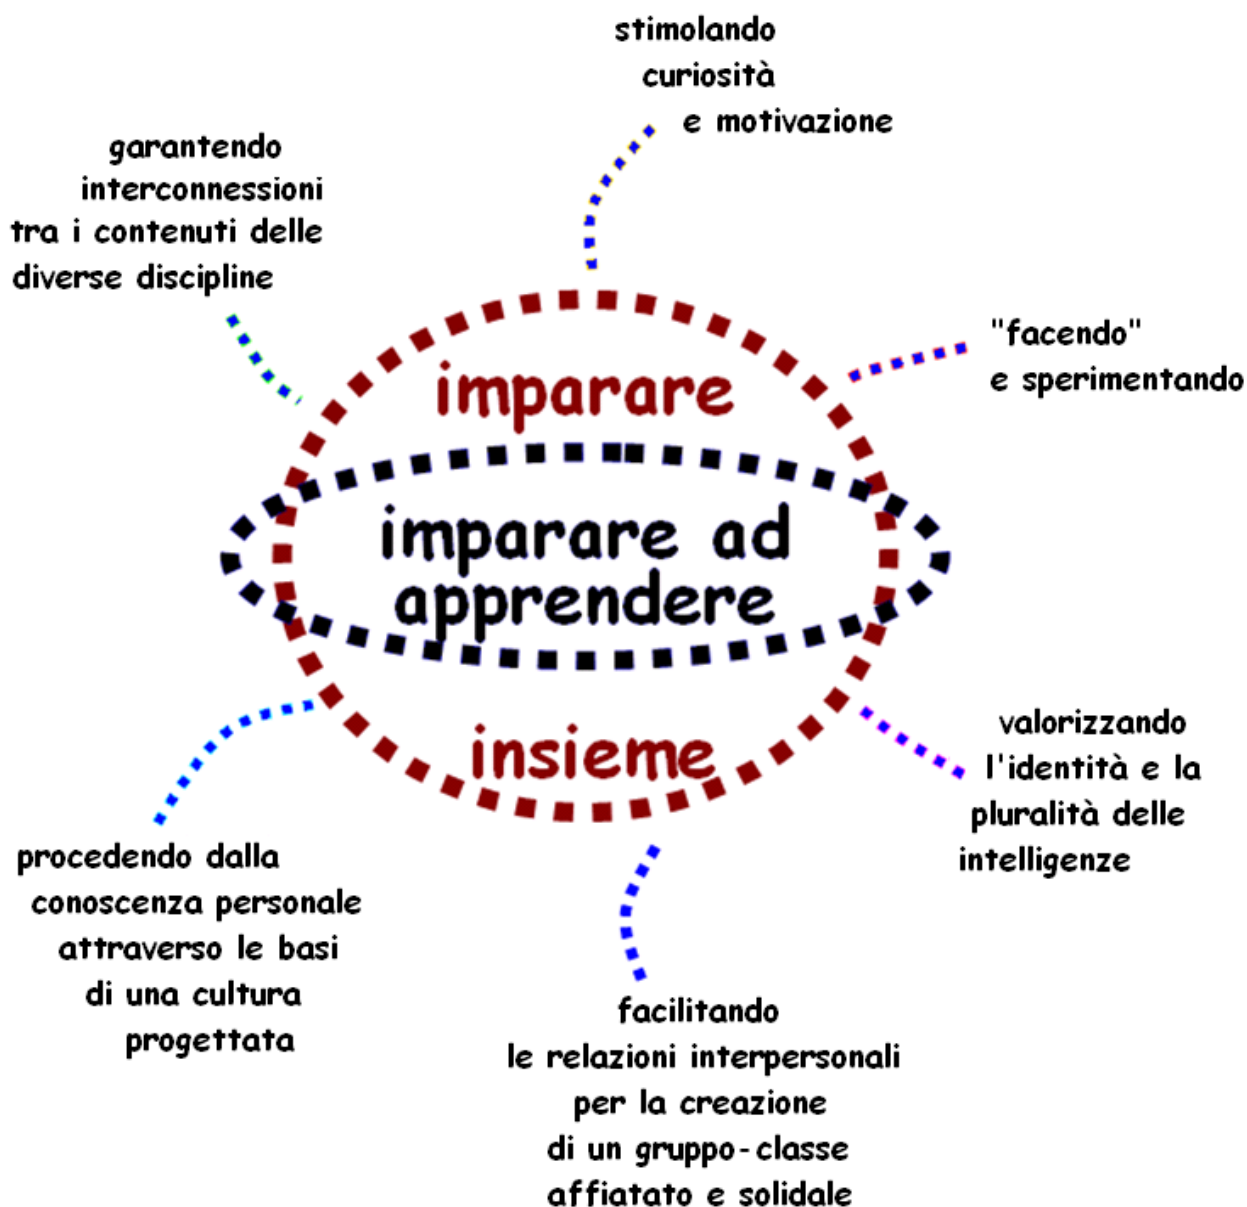 stimolando
curiosità
e motivazione
garantendo
interconnessioni
tra i contenuti delle
diverse discipline
"facendo"
e sperimentando
imparare
imparare ad
apprendere
insieme
valorizzando
l'identità e la
pluralità delle
intelligenze
procedendo dalla
conoscenza personale
attraverso le basi
di una cultura
progettata
facilitando
le relazioni interpersonali
per la creazione
di un gruppo-classe
affiatato e solidale